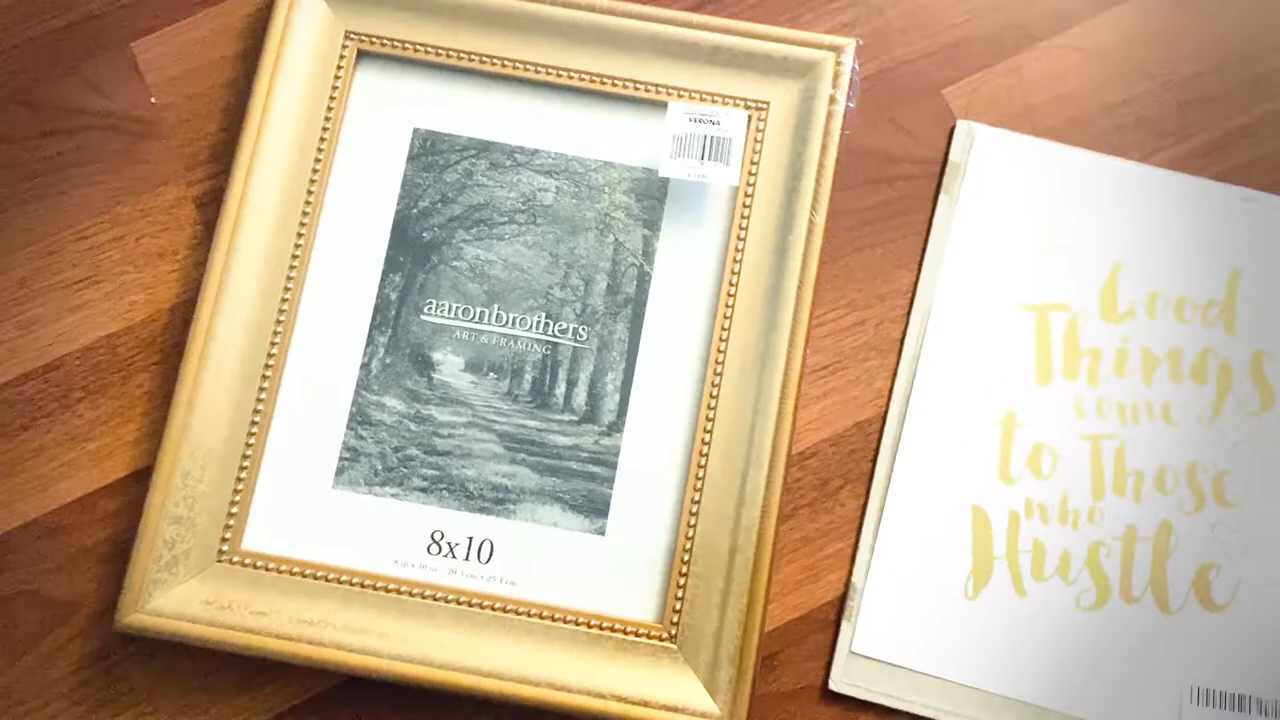 VERONA
aaronbrothers
ART & FRAMING
8x10
Good
Things
come
to Those
who
Hustle